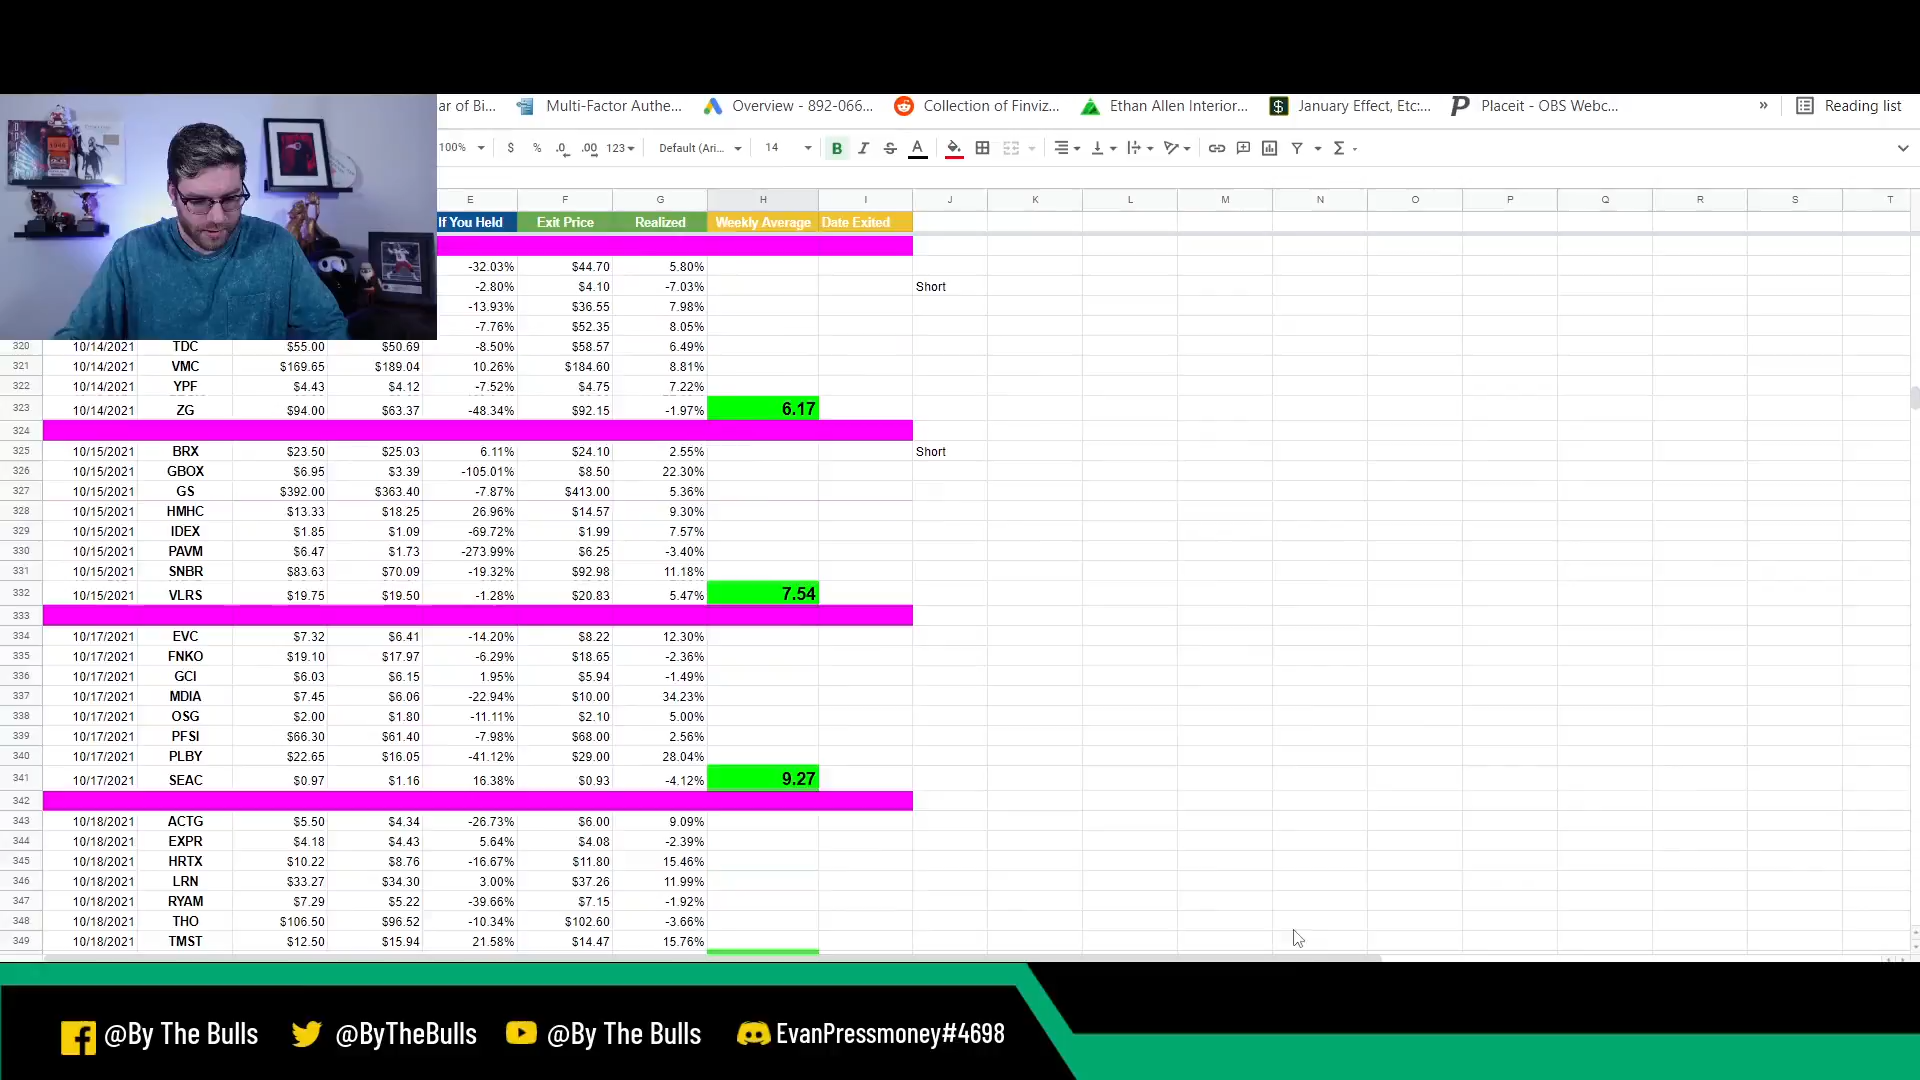 ar of Bi... Multi-Factor Authe... Overview - 892-066... Collection of Finviz... Ethan Allen Interior... January Effect, Etc:... Placeit - OBS Webc... » Reading list
100% $ % .0 .00 123 Default (Ari... 14 B I S A Σ
E F G H I J K L M N O P Q R S T
If You Held Exit Price Realized Weekly Average Date Exited
-32.03% $44.70 5.80%
-2.80% $4.10 -7.03% Short
-13.93% $36.55 7.98%
-7.76% $52.35 8.05%
320 10/14/2021 TDC $55.00 $50.69 -8.50% $58.57 6.49%
321 10/14/2021 VMC $169.65 $189.04 10.26% $184.60 8.81%
322 10/14/2021 YPF $4.43 $4.12 -7.52% $4.75 7.22%
323 10/14/2021 ZG $94.00 $63.37 -48.34% $92.15 -1.97% 6.17
324
325 10/15/2021 BRX $23.50 $25.03 6.11% $24.10 2.55% Short
326 10/15/2021 GBOX $6.95 $3.39 -105.01% $8.50 22.30%
327 10/15/2021 GS $392.00 $363.40 -7.87% $413.00 5.36%
328 10/15/2021 HMHC $13.33 $18.25 26.96% $14.57 9.30%
329 10/15/2021 IDEX $1.85 $1.09 -69.72% $1.99 7.57%
330 10/15/2021 PAVM $6.47 $1.73 -273.99% $6.25 -3.40%
331 10/15/2021 SNBR $83.63 $70.09 -19.32% $92.98 11.18%
332 10/15/2021 VLRS $19.75 $19.50 -1.28% $20.83 5.47% 7.54
333
334 10/17/2021 EVC $7.32 $6.41 -14.20% $8.22 12.30%
335 10/17/2021 FNKO $19.10 $17.97 -6.29% $18.65 -2.36%
336 10/17/2021 GCI $6.03 $6.15 1.95% $5.94 -1.49%
337 10/17/2021 MDIA $7.45 $6.06 -22.94% $10.00 34.23%
338 10/17/2021 OSG $2.00 $1.80 -11.11% $2.10 5.00%
339 10/17/2021 PFSI $66.30 $61.40 -7.98% $68.00 2.56%
340 10/17/2021 PLBY $22.65 $16.05 -41.12% $29.00 28.04%
341 10/17/2021 SEAC $0.97 $1.16 16.38% $0.93 -4.12% 9.27
342
343 10/18/2021 ACTG $5.50 $4.34 -26.73% $6.00 9.09%
344 10/18/2021 EXPR $4.18 $4.43 5.64% $4.08 -2.39%
345 10/18/2021 HRTX $10.22 $8.76 -16.67% $11.80 15.46%
346 10/18/2021 LRN $33.27 $34.30 3.00% $37.26 11.99%
347 10/18/2021 RYAM $7.29 $5.22 -39.66% $7.15 -1.92%
348 10/18/2021 THO $106.50 $96.52 -10.34% $102.60 -3.66%
349 10/18/2021 TMST $12.50 $15.94 21.58% $14.47 15.76%
@By The Bulls @ByTheBulls @By The Bulls EvanPressmoney#4698